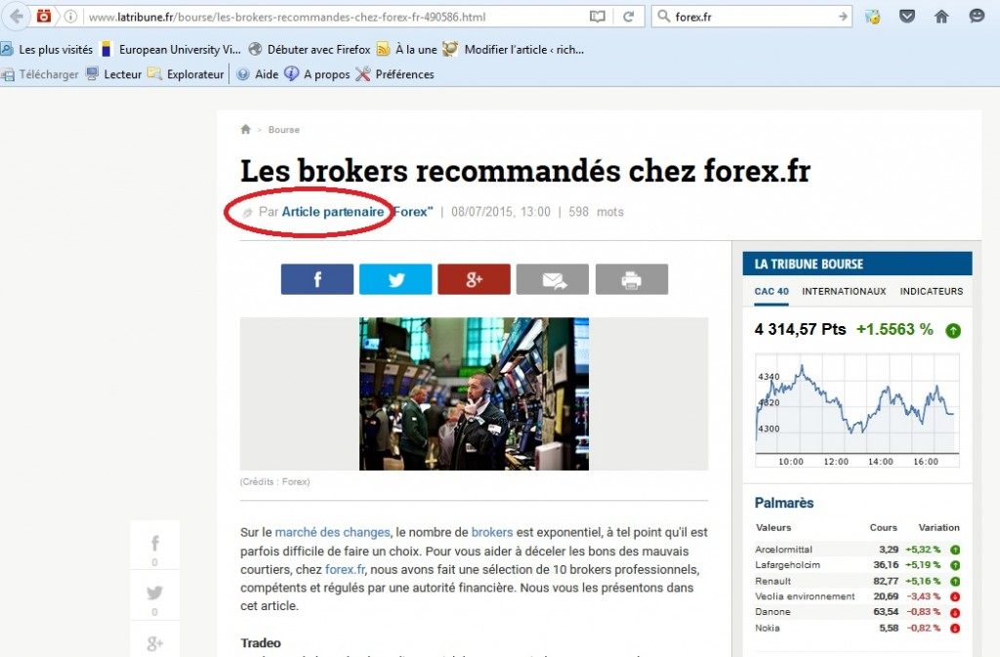 www.latribune.fr/bourse/les-brokers-recommandes-chez-forex-fr-490586.html
forex.fr
Les plus visités
European University Vi...
Débuter avec Firefox
À la une
Modifier l'article ‹ rich...
Télécharger
Lecteur
Explorateur
Aide
A propos
Préférences
> Bourse
Les brokers recommandés chez forex.fr
Par Article partenaire "Forex" | 08/07/2015, 13:00 | 598 mots
f
g+
(Crédits : Forex)
Sur le marché des changes, le nombre de brokers est exponentiel, à tel point qu'il est
parfois difficile de faire un choix. Pour vous aider à déceler les bons des mauvais
courtiers, chez forex.fr, nous avons fait une sélection de 10 brokers professionnels,
compétents et régulés par une autorité financière. Nous vous les présentons dans
cet article.
Tradeo
f
0
0
g+
LA TRIBUNE BOURSE
CAC 40 INTERNATIONAUX INDICATEURS
4 314,57 Pts +1.5563 %
4340
4320
4300
10:00 12:00 14:00 16:00
Palmarès
Valeurs Cours Variation
Arcelormittal 3,29 +5,32 %
Lafargeholcim 36,16 +5,19 %
Renault 82,77 +5,16 %
Veolia environnement 20,69 -3,43 %
Danone 63,54 -0,83 %
Nokia 5,58 -0,82 %